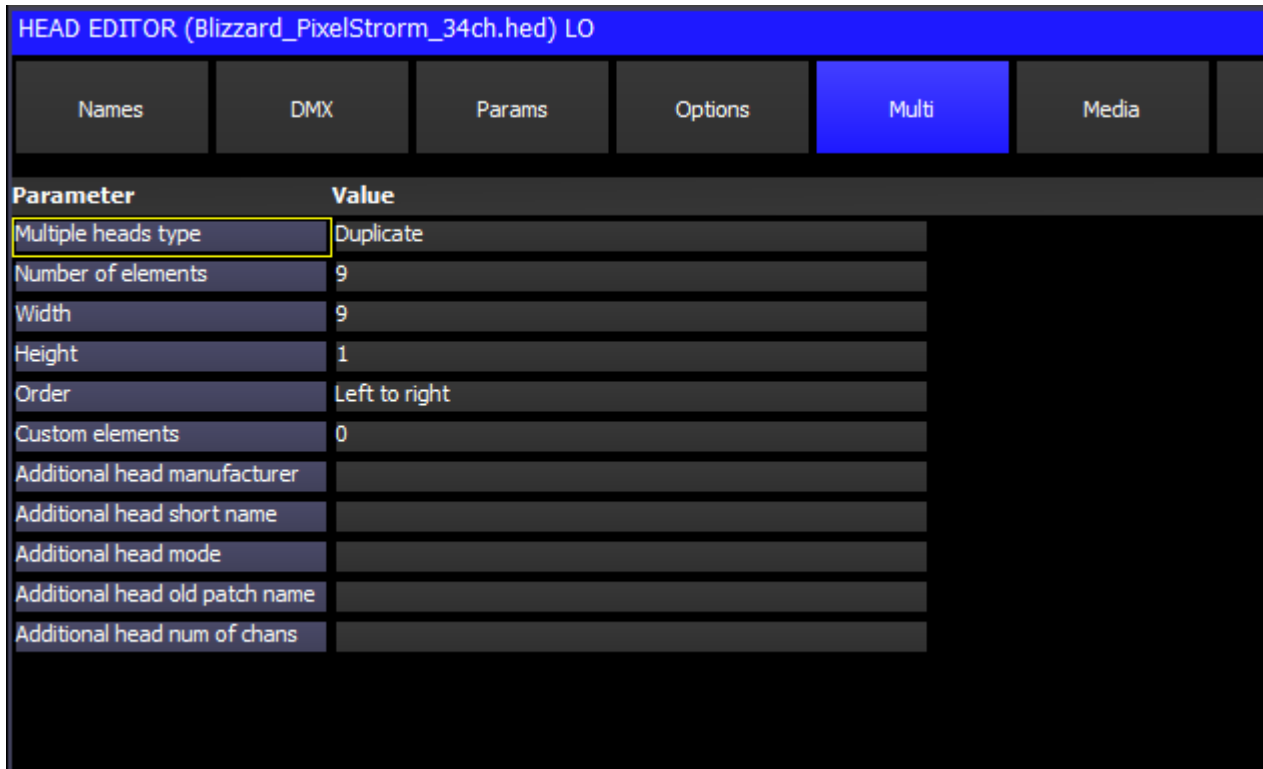 HEAD EDITOR (Blizzard_PixelStrorm_34ch.hed) LO
Names DMX Params Options Multi Media
Parameter Value
Multiple heads type Duplicate
Number of elements 9
Width 9
Height 1
Order Left to right
Custom elements 0
Additional head manufacturer
Additional head short name
Additional head mode
Additional head old patch name
Additional head num of chans